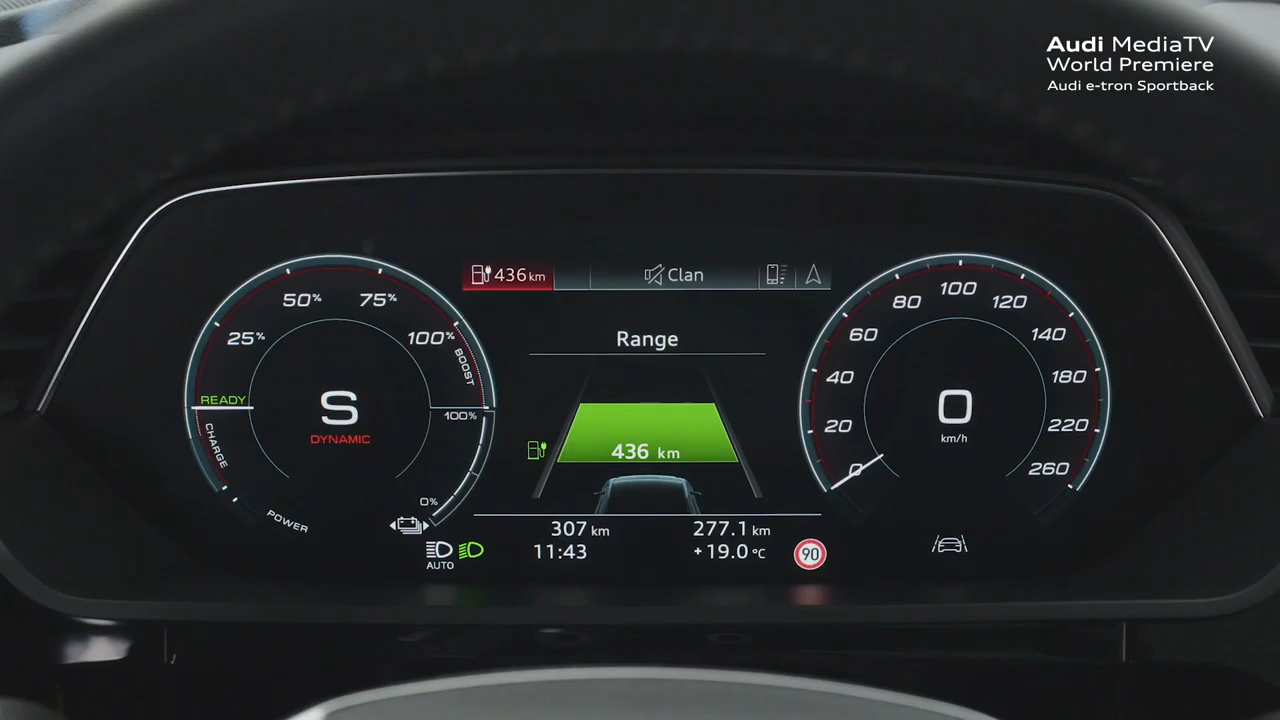 Audi MediaTV
World Premiere
Audi e-tron Sportback
436 km
Clan
50%
75%
25%
100%
BOOST
READY
CHARGE
S
DYNAMIC
100%
0%
POWER
AUTO
Range
436 km
307 km
277.1 km
11:43
+19.0 °C
90
0
20
40
60
80
100
120
140
180
220
260
0
km/h